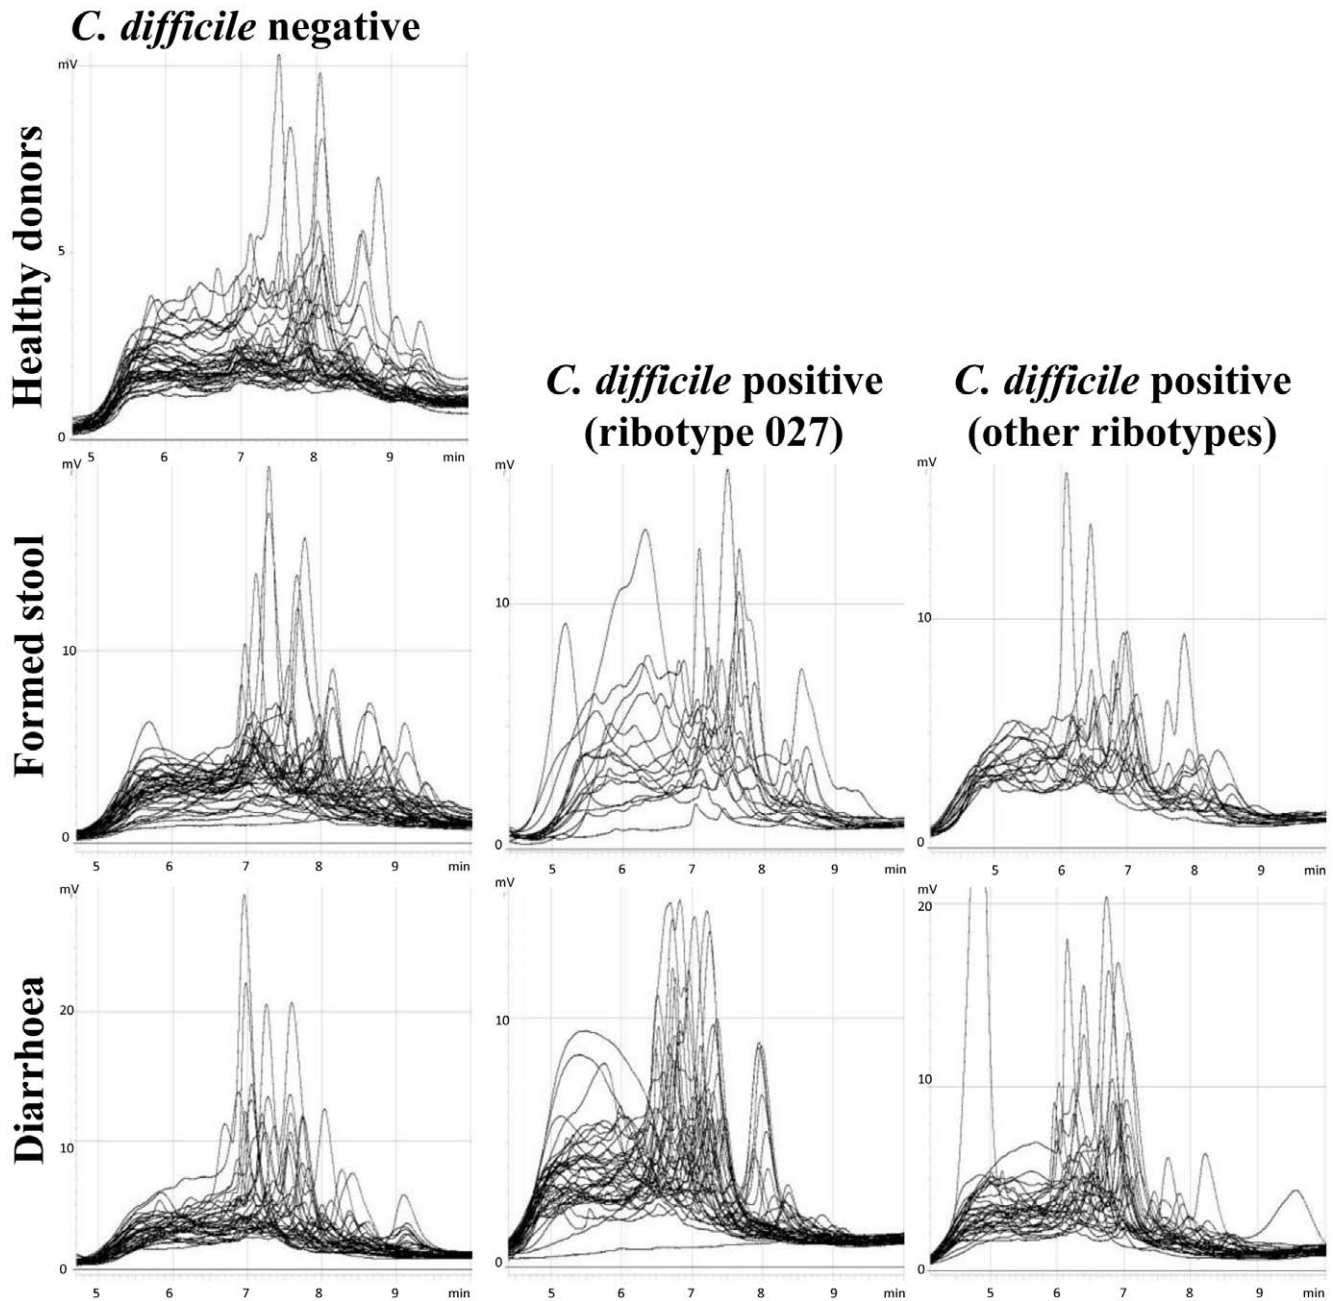 C. difficile negative
Healthy donors
mV
5
0
5 6 7 8 9 min
C. difficile positive
(ribotype 027)
C. difficile positive
(other ribotypes)
Formed stool
mV
10
0
5 6 7 8 9 min
mV
10
0
5 6 7 8 9 min
mV
10
0
5 6 7 8 9 min
Diarrhoea
mV
20
10
0
5 6 7 8 9 min
mV
10
0
5 6 7 8 9 min
mV
20
10
0
5 6 7 8 9 min